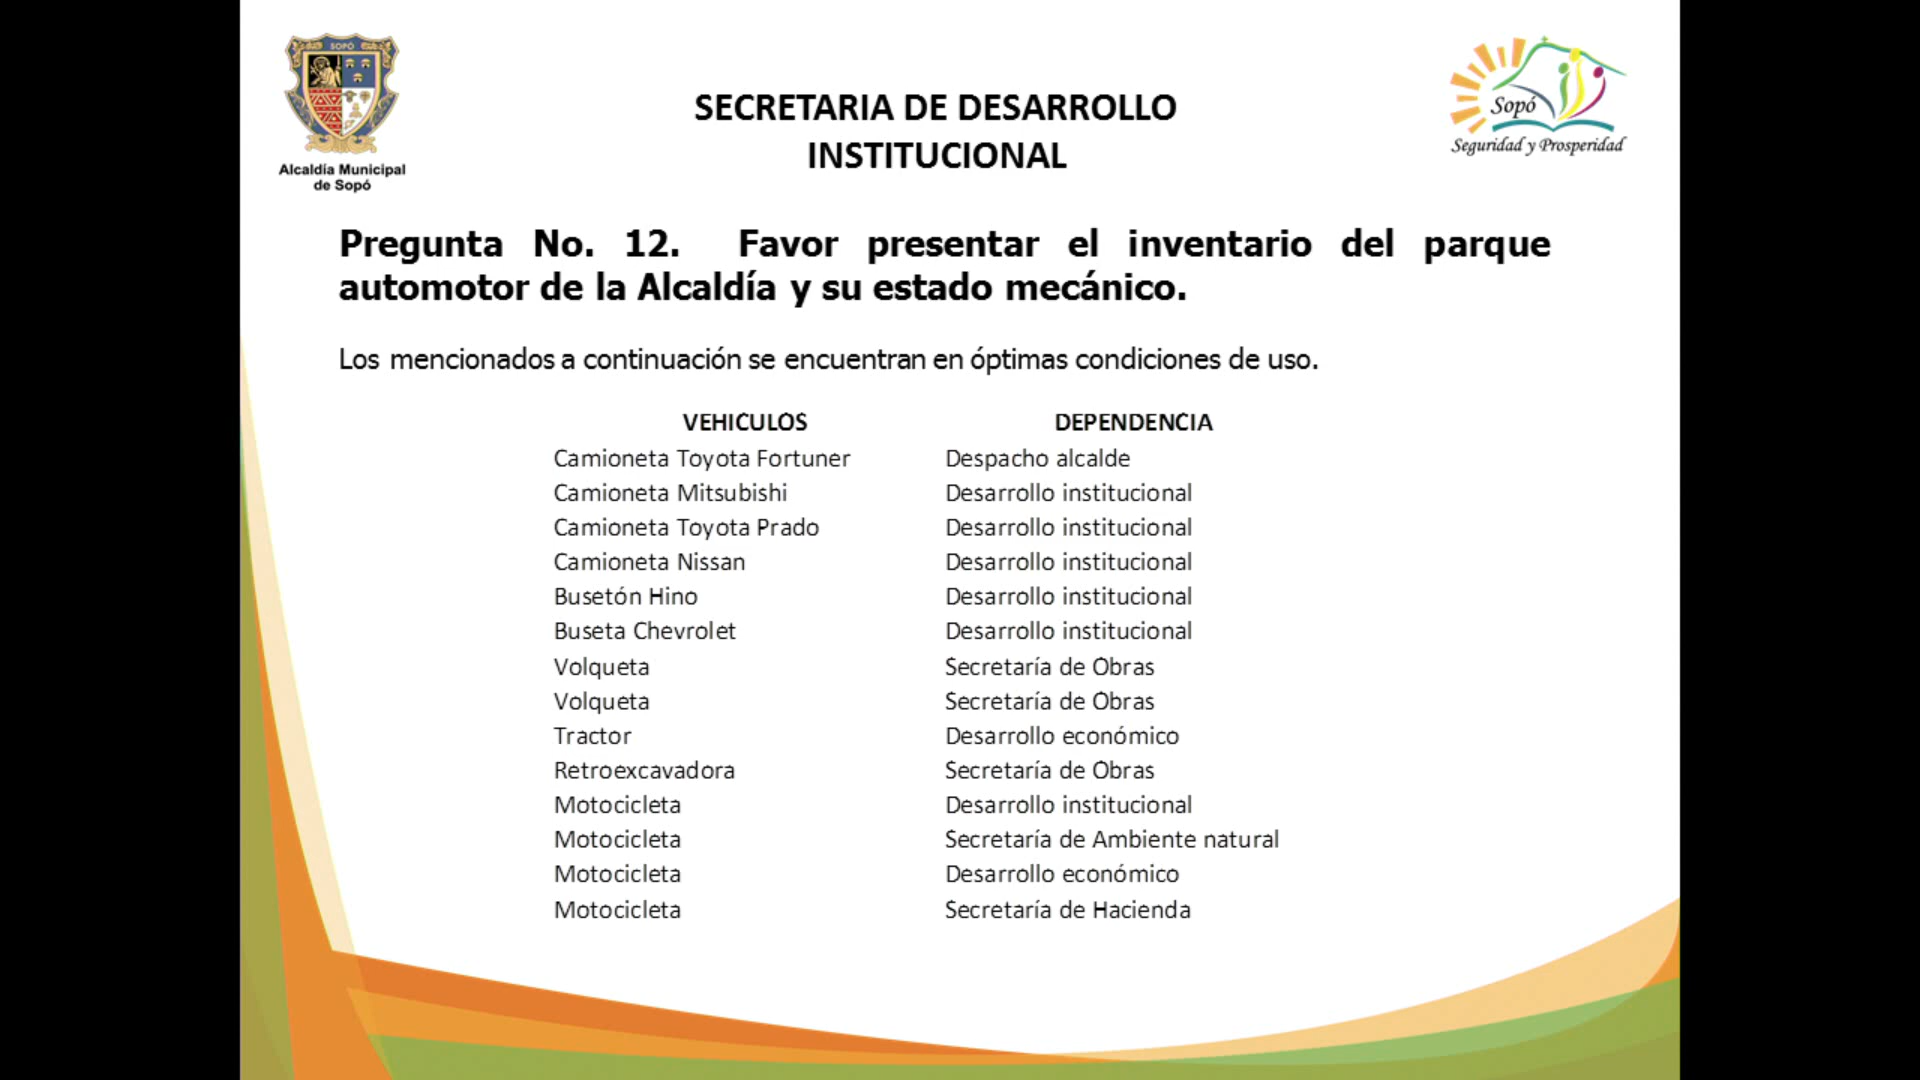 SOPÓ
Alcaldía Municipal
de Sopó
SECRETARIA DE DESARROLLO
INSTITUCIONAL
Sopó
Seguridad y Prosperidad
Pregunta No. 12. Favor presentar el inventario del parque
automotor de la Alcaldía y su estado mecánico.
Los mencionados a continuación se encuentran en óptimas condiciones de uso.
VEHICULOS DEPENDENCIA
Camioneta Toyota Fortuner Despacho alcalde
Camioneta Mitsubishi Desarrollo institucional
Camioneta Toyota Prado Desarrollo institucional
Camioneta Nissan Desarrollo institucional
Busetón Hino Desarrollo institucional
Buseta Chevrolet Desarrollo institucional
Volqueta Secretaría de Obras
Volqueta Secretaría de Obras
Tractor Desarrollo económico
Retroexcavadora Secretaría de Obras
Motocicleta Desarrollo institucional
Motocicleta Secretaría de Ambiente natural
Motocicleta Desarrollo económico
Motocicleta Secretaría de Hacienda